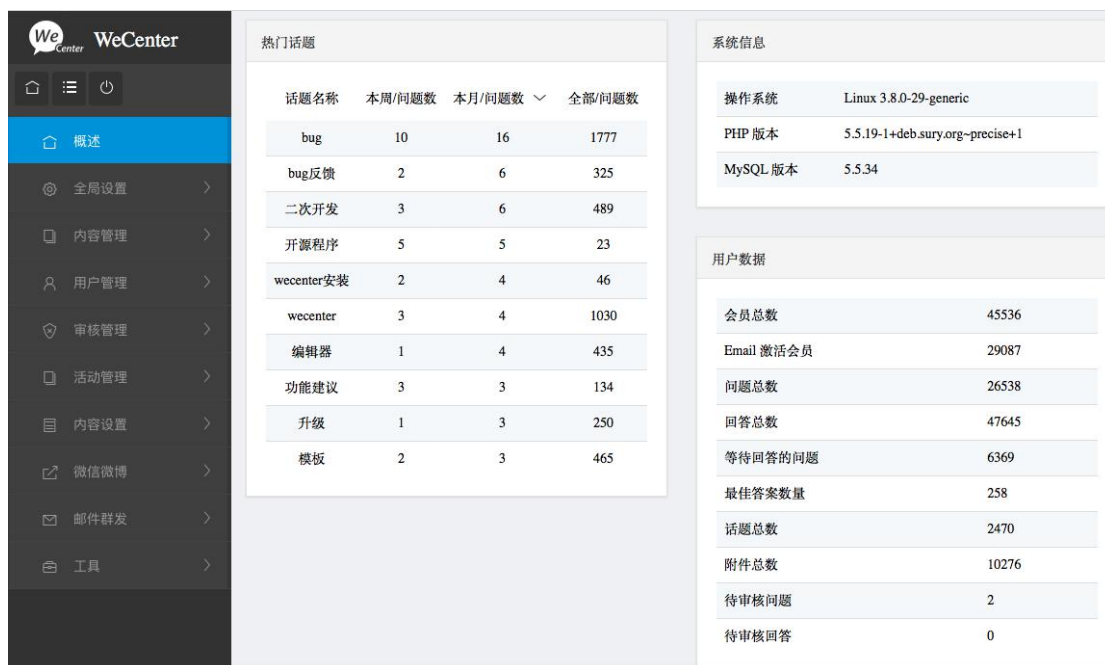 We Center WeCenter
概述
全局设置
内容管理
用户管理
审核管理
活动管理
内容设置
微信微博
邮件群发
工具
热门话题
话题名称 本周/问题数 本月/问题数 全部/问题数
bug 10 16 1777
bug反馈 2 6 325
二次开发 3 6 489
开源程序 5 5 23
wecenter安装 2 4 46
wecenter 3 4 1030
编辑器 1 4 435
功能建议 3 3 134
升级 1 3 250
模板 2 3 465
系统信息
操作系统 Linux 3.8.0-29-generic
PHP 版本 5.5.19-1+deb.sury.org~precise+1
MySQL 版本 5.5.34
用户数据
会员总数 45536
Email 激活会员 29087
问题总数 26538
回答总数 47645
等待回答的问题 6369
最佳答案数量 258
话题总数 2470
附件总数 10276
待审核问题 2
待审核回答 0